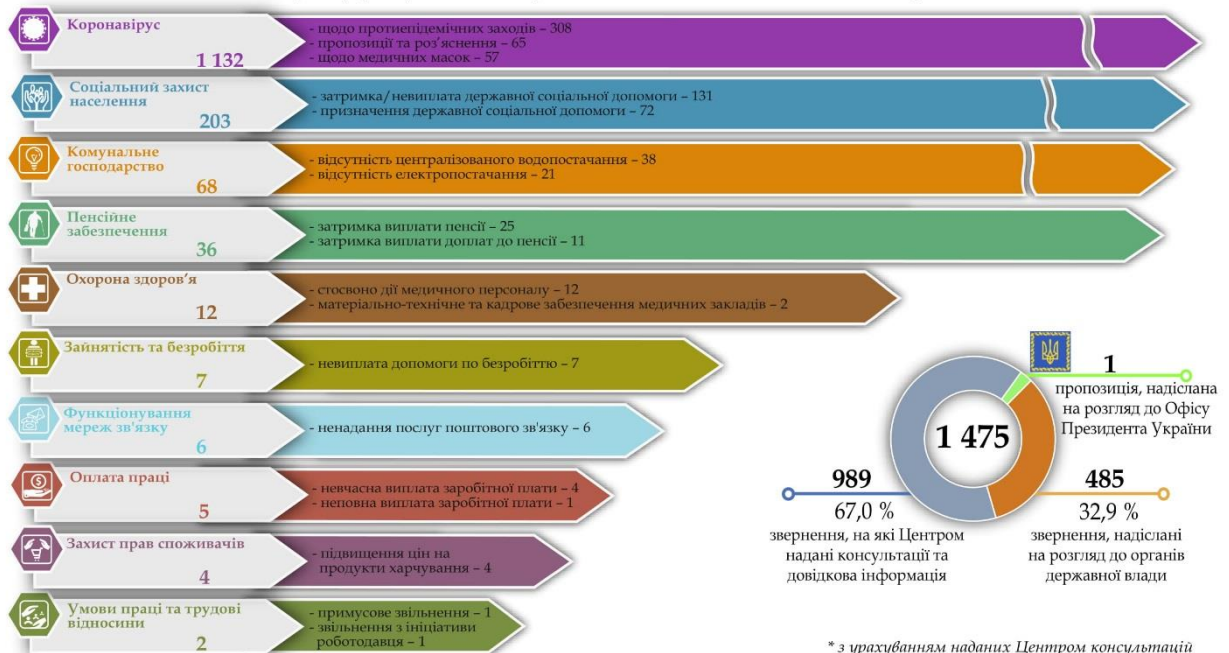 Коронавірус
1 132
- щодо протиепідемічних заходів – 308
- пропозиції та роз'яснення – 65
- щодо медичних масок – 57
Соціальний захист
населення
203
- затримка/невиплата державної соціальної допомоги – 131
- призначення державної соціальної допомоги – 72
Комунальне
господарство
68
- відсутність централізованого водопостачання – 38
- відсутність електропостачання – 21
Пенсійне
забезпечення
36
- затримка виплати пенсії – 25
- затримка виплати доплат до пенсії – 11
Охорона здоров'я
12
- стосвоно дії медичного персоналу – 12
- матеріально-технічне та кадрове забезпечення медичних закладів – 2
Зайнятість та безробіття
7
- невиплата допомоги по безробіттю – 7
Функціонування
мереж зв'язку
6
- ненадання послуг поштового зв'язку – 6
Оплата праці
5
- невчасна виплата заробітної плати – 4
- неповна виплата заробітної плати – 1
Захист прав споживачів
4
- підвищення цін на
продукти харчування – 4
Умови праці та трудові
відносини
2
- примусове звільнення – 1
- звільнення з ініціативи
роботодавця – 1
1
пропозиція, надіслана
на розгляд до Офісу
Президента України
1 475
989
67,0 %
звернення, на які Центром
надані консультації та
довідкова інформація
485
32,9 %
звернення, надіслані
на розгляд до органів
державної влади
* з урахуванням наданих Центром консультацій